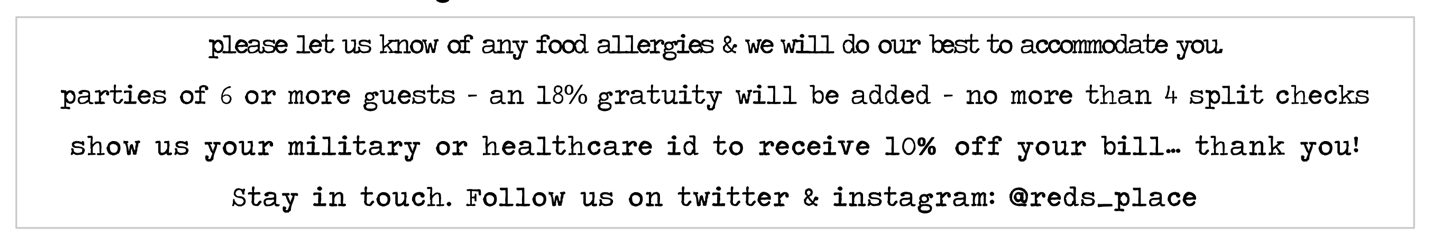 please let us know of any food allergies & we will do our best to accommodate you.
parties of 6 or more guests - an 18% gratuity will be added - no more than 4 split checks
show us your military or healthcare id to receive 10% off your bill… thank you!
Stay in touch. Follow us on twitter & instagram: @reds_place